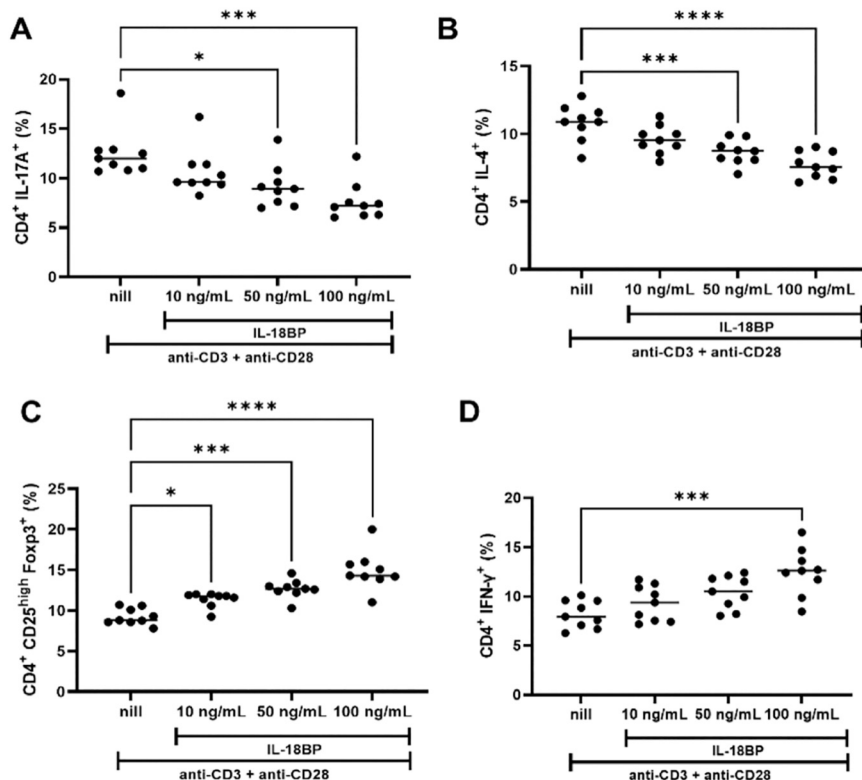 A
***
*
CD4⁺ IL-17A⁺ (%)
20
15
10
5
0
nill
10 ng/mL
50 ng/mL
100 ng/mL
IL-18BP
anti-CD3 + anti-CD28
B
****
***
CD4⁺ IL-4⁺ (%)
15
10
5
0
nill
10 ng/mL
50 ng/mL
100 ng/mL
IL-18BP
anti-CD3 + anti-CD28
C
****
***
*
CD4⁺ CD25ʰⁱᵍʰ Foxp3⁺ (%)
25
20
15
10
5
0
nill
10 ng/mL
50 ng/mL
100 ng/mL
IL-18BP
anti-CD3 + anti-CD28
D
***
CD4⁺ IFN-γ⁺ (%)
20
15
10
5
0
nill
10 ng/mL
50 ng/mL
100 ng/mL
IL-18BP
anti-CD3 + anti-CD28